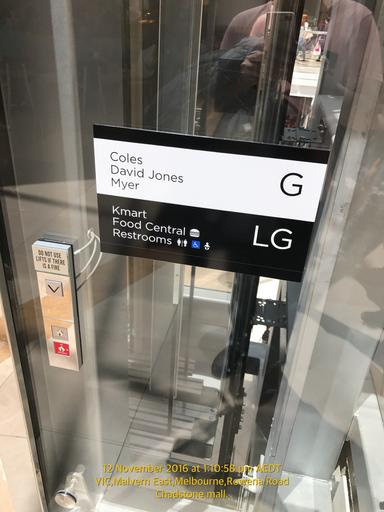 Coles
David Jones
Myer
G
Kmart
Food Central
Restrooms
LG
DO NOT USE
LIFTS IF THERE
IS A FIRE
12 November 2016 at 1:10:58 pm AEDT
VIC,Malvern East,Melbourne,Rowena Road
Chadstone mall.